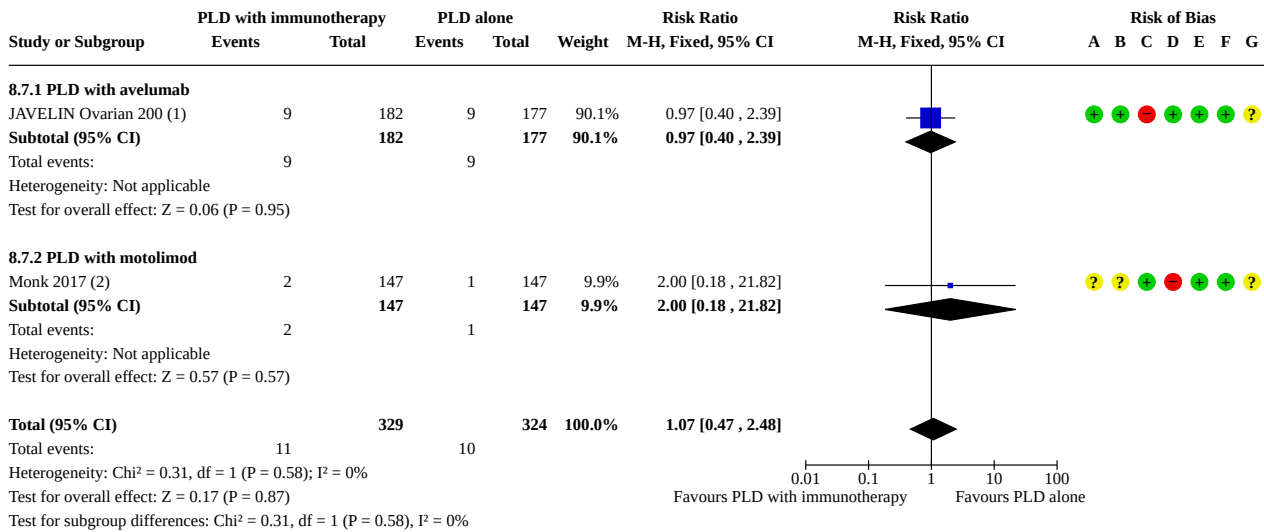 PLD with immunotherapy PLD alone Risk Ratio Risk Ratio Risk of Bias
Study or Subgroup Events Total Events Total Weight M-H, Fixed, 95% CI M-H, Fixed, 95% CI A B C D E F G
8.7.1 PLD with avelumab
JAVELIN Ovarian 200 (1) 9 182 9 177 90.1% 0.97 [0.40 , 2.39] + + − + + + ?
Subtotal (95% CI) 182 177 90.1% 0.97 [0.40 , 2.39]
Total events: 9 9
Heterogeneity: Not applicable
Test for overall effect: Z = 0.06 (P = 0.95)
8.7.2 PLD with motolimod
Monk 2017 (2) 2 147 1 147 9.9% 2.00 [0.18 , 21.82] ? ? + − + + ?
Subtotal (95% CI) 147 147 9.9% 2.00 [0.18 , 21.82]
Total events: 2 1
Heterogeneity: Not applicable
Test for overall effect: Z = 0.57 (P = 0.57)
Total (95% CI) 329 324 100.0% 1.07 [0.47 , 2.48]
Total events: 11 10
Heterogeneity: Chi² = 0.31, df = 1 (P = 0.58); I² = 0%
0.01 0.1 1 10 100
Test for overall effect: Z = 0.17 (P = 0.87) Favours PLD with immunotherapy Favours PLD alone
Test for subgroup differences: Chi² = 0.31, df = 1 (P = 0.58), I² = 0%